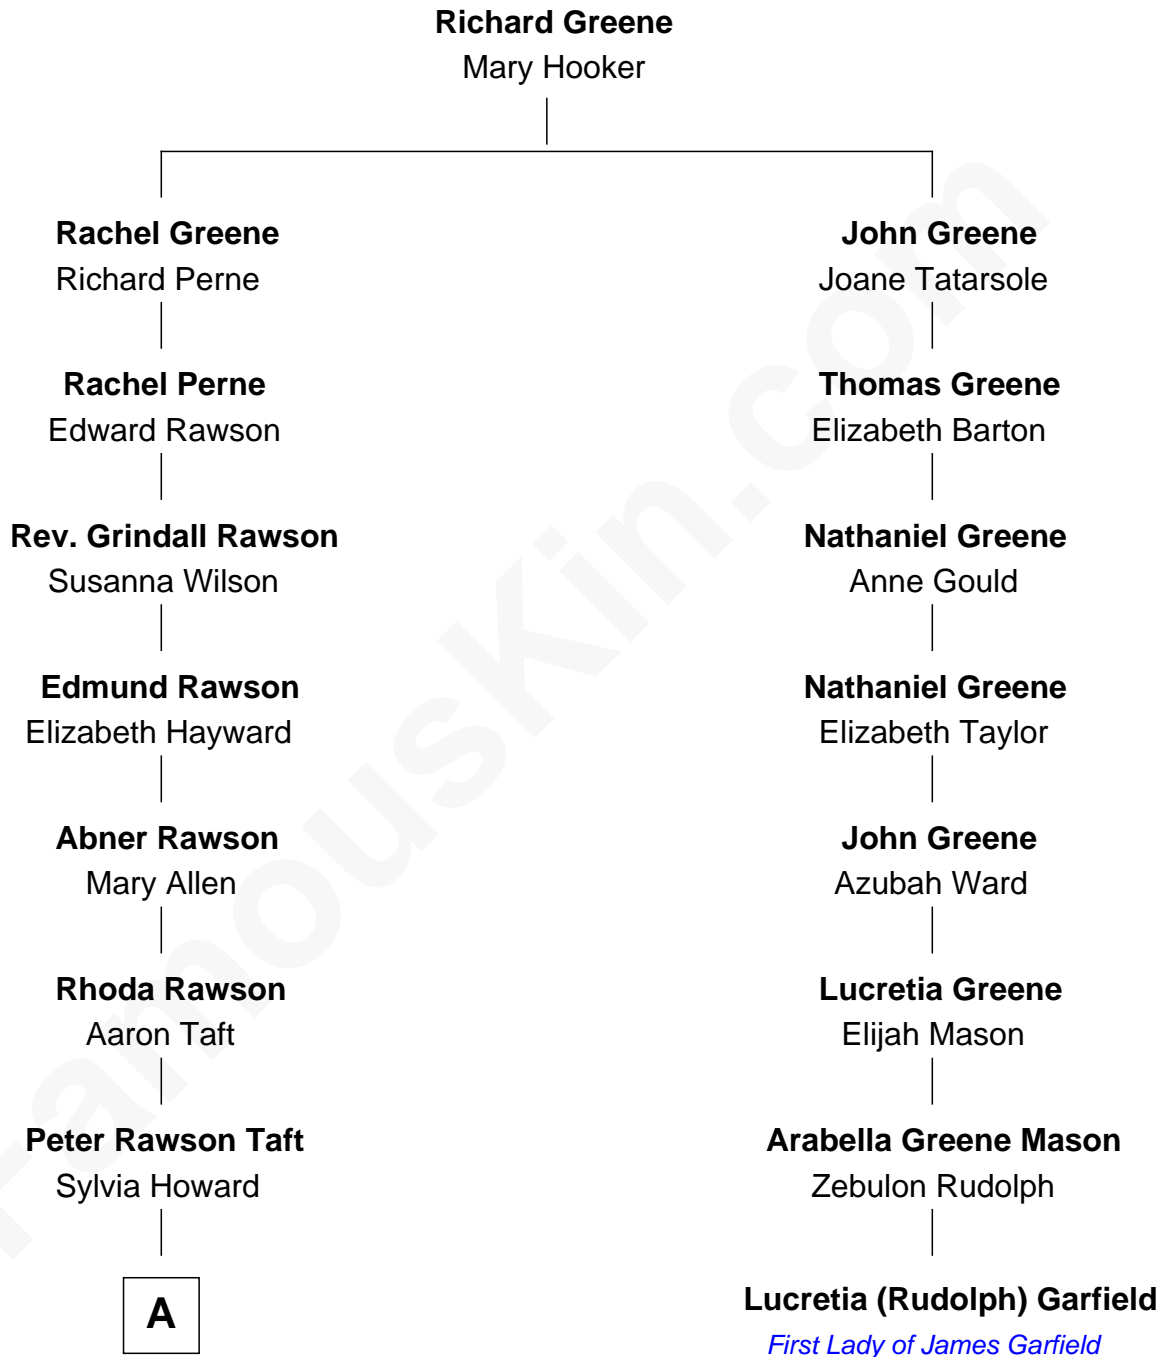 Richard Greene
Mary Hooker
Rachel Greene
Richard Perne
John Greene
Joane Tatarsole
Rachel Perne
Edward Rawson
Thomas Greene
Elizabeth Barton
Rev. Grindall Rawson
Susanna Wilson
Nathaniel Greene
Anne Gould
Edmund Rawson
Elizabeth Hayward
Nathaniel Greene
Elizabeth Taylor
Abner Rawson
Mary Allen
John Greene
Azubah Ward
Rhoda Rawson
Aaron Taft
Lucretia Greene
Elijah Mason
Peter Rawson Taft
Sylvia Howard
Arabella Greene Mason
Zebulon Rudolph
A
Lucretia (Rudolph) Garfield
First Lady of James Garfield
FamousKin.com